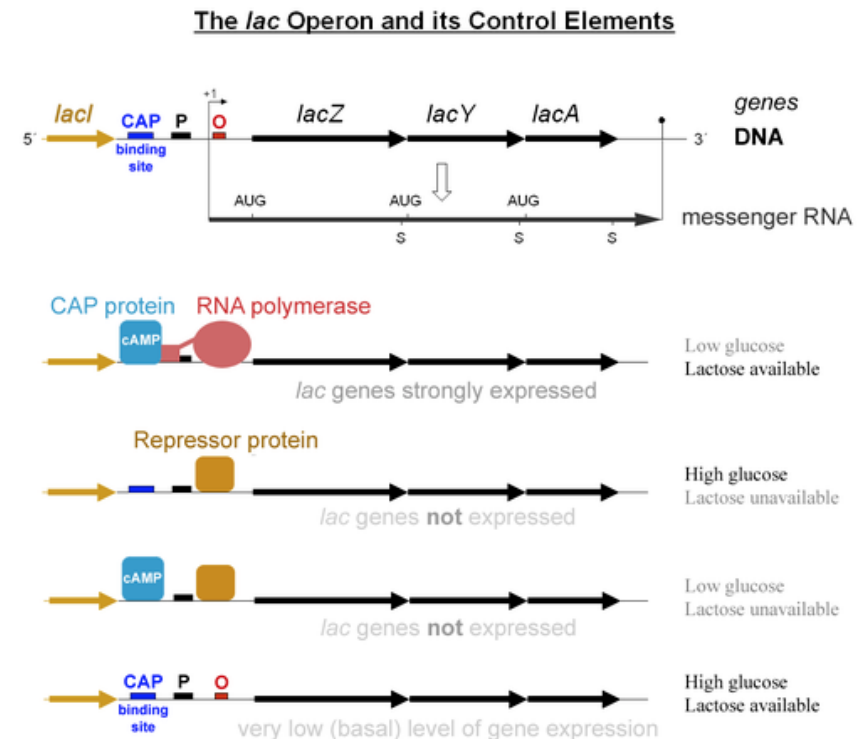 The lac Operon and its Control Elements
+1
lacI CAP P O lacZ lacY lacA genes
5´ 3´ DNA
binding
site
AUG AUG AUG
messenger RNA
S S S
CAP protein RNA polymerase
cAMP
Low glucose
Lactose available
lac genes strongly expressed
Repressor protein
High glucose
Lactose unavailable
lac genes not expressed
cAMP
Low glucose
Lactose unavailable
lac genes not expressed
CAP P O
High glucose
Lactose available
binding
site
very low (basal) level of gene expression